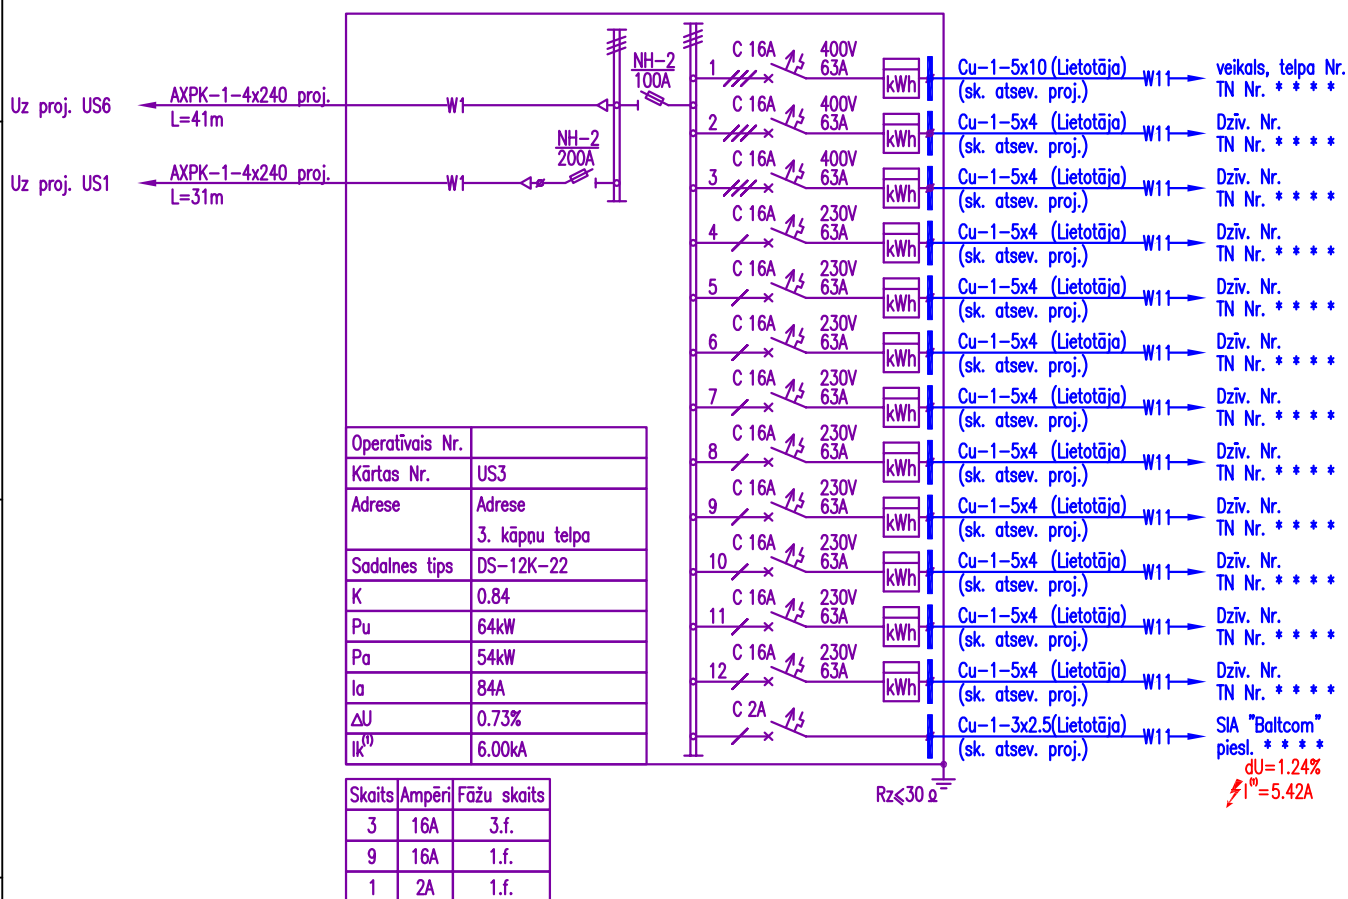 Uz proj. US6
AXPK-1-4x240 proj.
L=41m
W1
NH-2
100A
Uz proj. US1
AXPK-1-4x240 proj.
L=31m
W1
NH-2
200A
1
C 16A
400V
63A
kWh
Cu-1-5x10 (Lietotāja)
(sk. atsev. proj.)
W11
veikals, telpa Nr.
TN Nr. * * * *
2
C 16A
400V
63A
kWh
Cu-1-5x4 (Lietotāja)
(sk. atsev. proj.)
W11
Dzīv. Nr.
TN Nr. * * * *
3
C 16A
400V
63A
kWh
Cu-1-5x4 (Lietotāja)
(sk. atsev. proj.)
W11
Dzīv. Nr.
TN Nr. * * * *
4
C 16A
230V
63A
kWh
Cu-1-5x4 (Lietotāja)
(sk. atsev. proj.)
W11
Dzīv. Nr.
TN Nr. * * * *
5
C 16A
230V
63A
kWh
Cu-1-5x4 (Lietotāja)
(sk. atsev. proj.)
W11
Dzīv. Nr.
TN Nr. * * * *
6
C 16A
230V
63A
kWh
Cu-1-5x4 (Lietotāja)
(sk. atsev. proj.)
W11
Dzīv. Nr.
TN Nr. * * * *
7
C 16A
230V
63A
kWh
Cu-1-5x4 (Lietotāja)
(sk. atsev. proj.)
W11
Dzīv. Nr.
TN Nr. * * * *
8
C 16A
230V
63A
kWh
Cu-1-5x4 (Lietotāja)
(sk. atsev. proj.)
W11
Dzīv. Nr.
TN Nr. * * * *
9
C 16A
230V
63A
kWh
Cu-1-5x4 (Lietotāja)
(sk. atsev. proj.)
W11
Dzīv. Nr.
TN Nr. * * * *
10
C 16A
230V
63A
kWh
Cu-1-5x4 (Lietotāja)
(sk. atsev. proj.)
W11
Dzīv. Nr.
TN Nr. * * * *
11
C 16A
230V
63A
kWh
Cu-1-5x4 (Lietotāja)
(sk. atsev. proj.)
W11
Dzīv. Nr.
TN Nr. * * * *
12
C 16A
230V
63A
kWh
Cu-1-5x4 (Lietotāja)
(sk. atsev. proj.)
W11
Dzīv. Nr.
TN Nr. * * * *
C 2A
Cu-1-3x2.5(Lietotāja)
(sk. atsev. proj.)
W11
SIA "Baltcom"
piesl. * * * *
dU=1.24%
I⁽¹⁾=5.42A
Rz≤30 Ω
Operatīvais Nr.
Kārtas Nr. US3
Adrese Adrese
3. kāpņu telpa
Sadalnes tips DS-12K-22
K 0.84
Pu 64kW
Pa 54kW
Ia 84A
ΔU 0.73%
Ik⁽¹⁾ 6.00kA
Skaits Ampēri Fāžu skaits
3 16A 3.f.
9 16A 1.f.
1 2A 1.f.